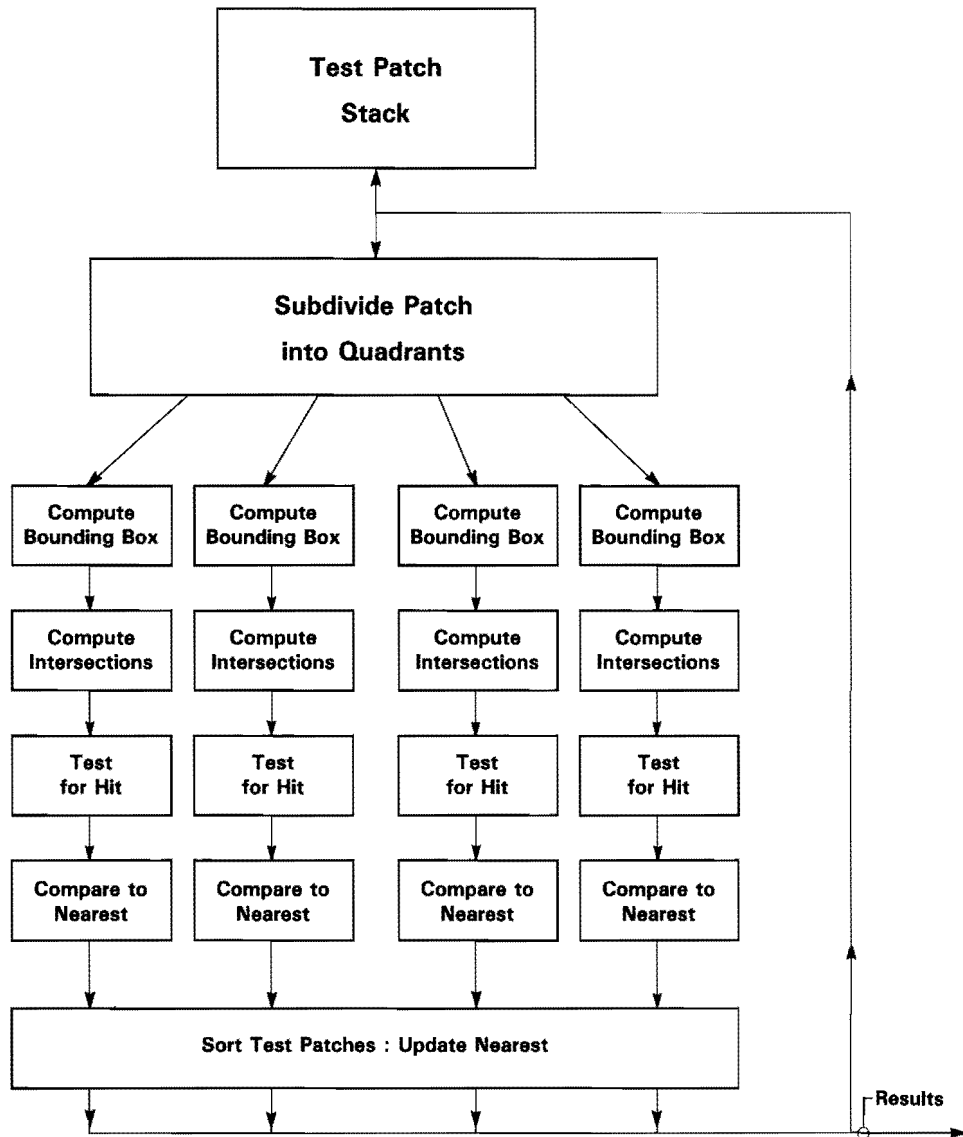 Test Patch
Stack
Subdivide Patch
into Quadrants
Compute
Bounding Box
Compute
Bounding Box
Compute
Bounding Box
Compute
Bounding Box
Compute
Intersections
Compute
Intersections
Compute
Intersections
Compute
Intersections
Test
for Hit
Test
for Hit
Test
for Hit
Test
for Hit
Compare to
Nearest
Compare to
Nearest
Compare to
Nearest
Compare to
Nearest
Sort Test Patches : Update Nearest
Results